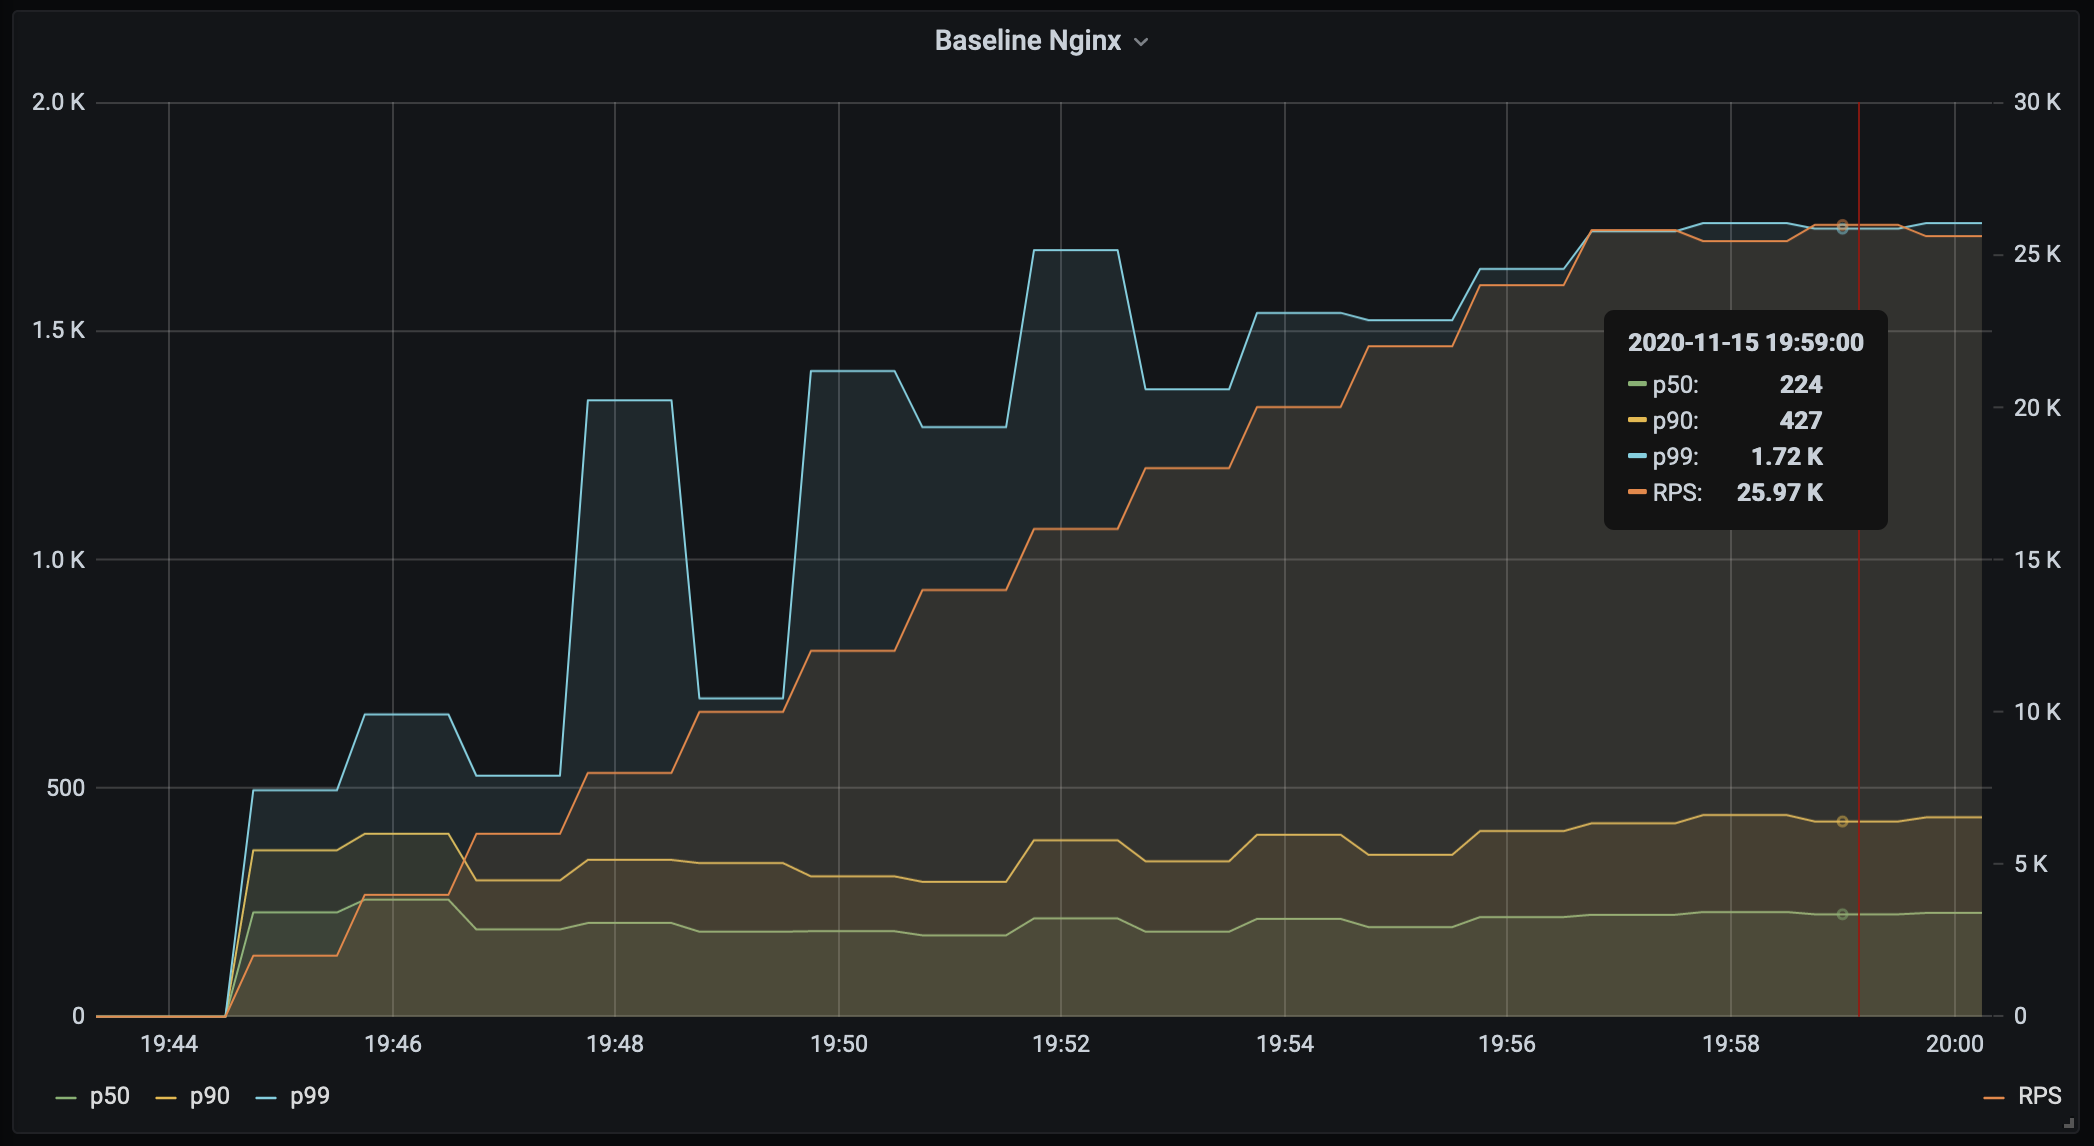 Baseline Nginx
2.0 K
1.5 K
1.0 K
500
0
30 K
25 K
20 K
15 K
10 K
5 K
0
2020-11-15 19:59:00
p50: 224
p90: 427
p99: 1.72 K
RPS: 25.97 K
19:44 19:46 19:48 19:50 19:52 19:54 19:56 19:58 20:00
p50 p90 p99 RPS